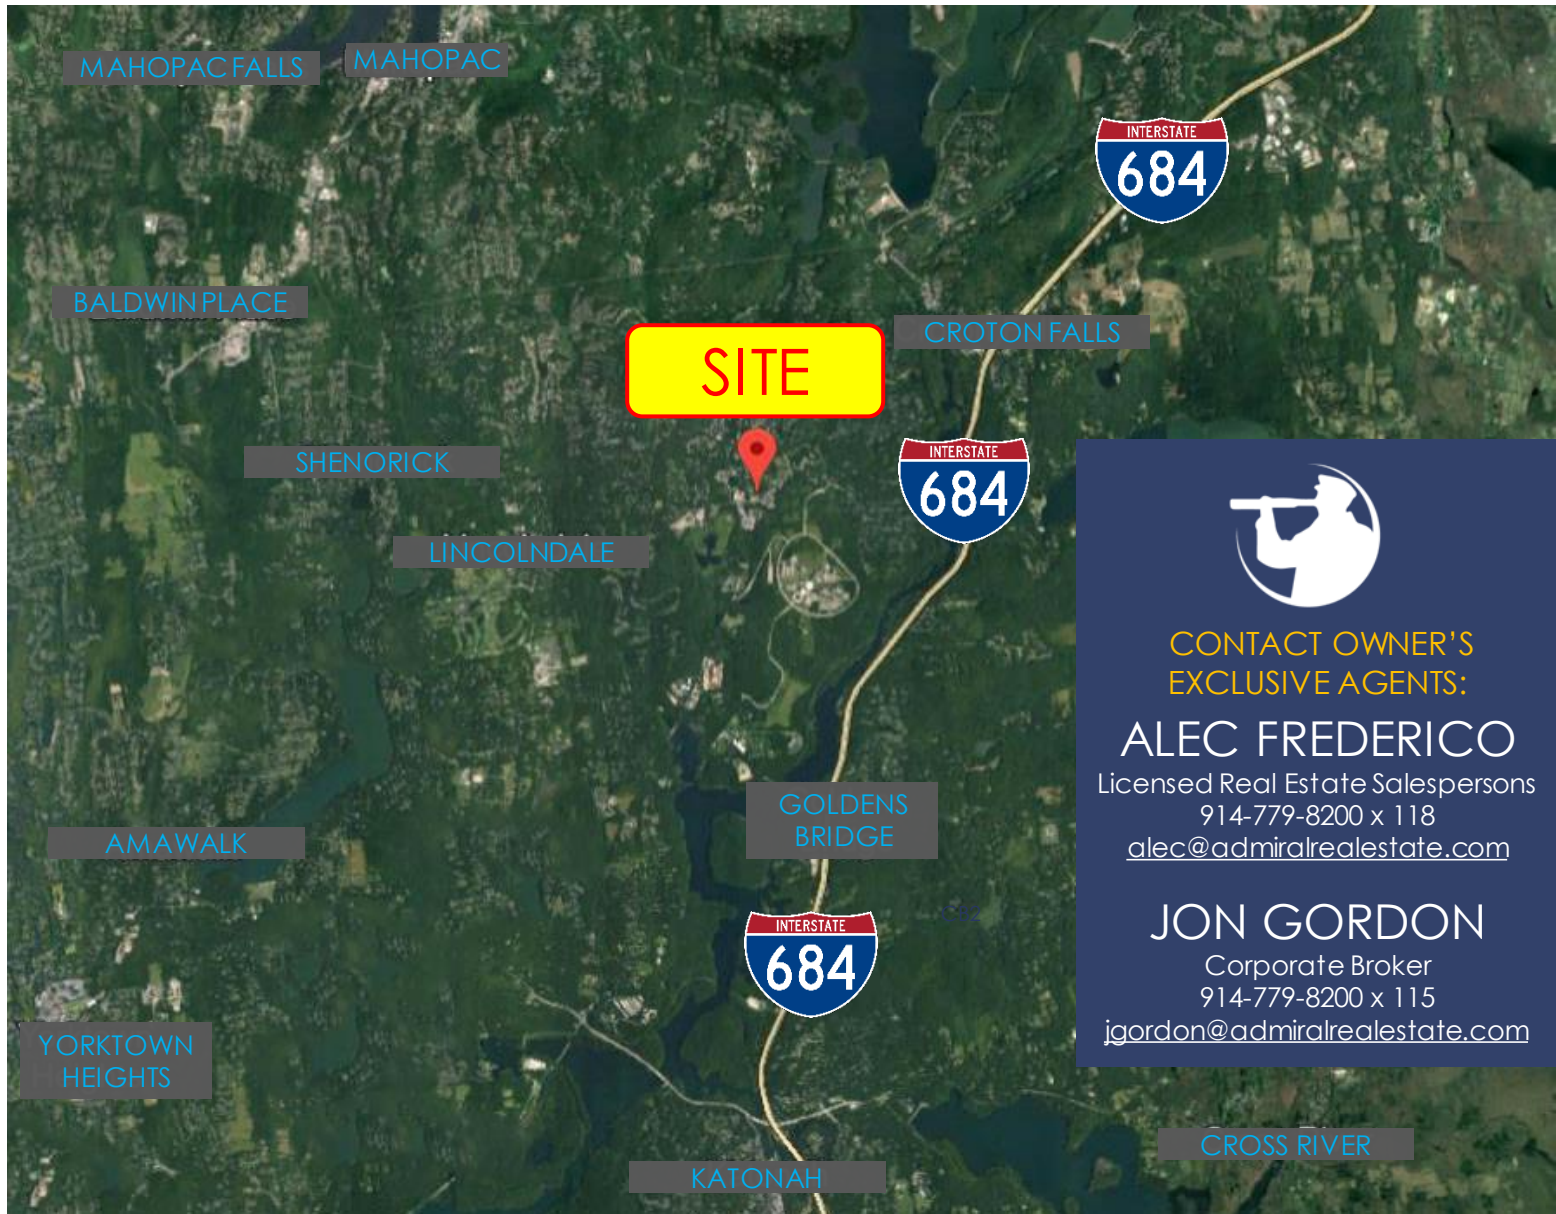 MAHOPAC FALLS
MAHOPAC
INTERSTATE
684
BALDWIN PLACE
CROTON FALLS
SITE
SHENORICK
INTERSTATE
684
LINCOLNDALE
GOLDENS
BRIDGE
AMAWALK
INTERSTATE
684
YORKTOWN
HEIGHTS
KATONAH
CROSS RIVER
CONTACT OWNER'S
EXCLUSIVE AGENTS:
ALEC FREDERICO
Licensed Real Estate Salespersons
914-779-8200 x 118
alec@admiralrealestate.com
JON GORDON
Corporate Broker
914-779-8200 x 115
jgordon@admiralrealestate.com